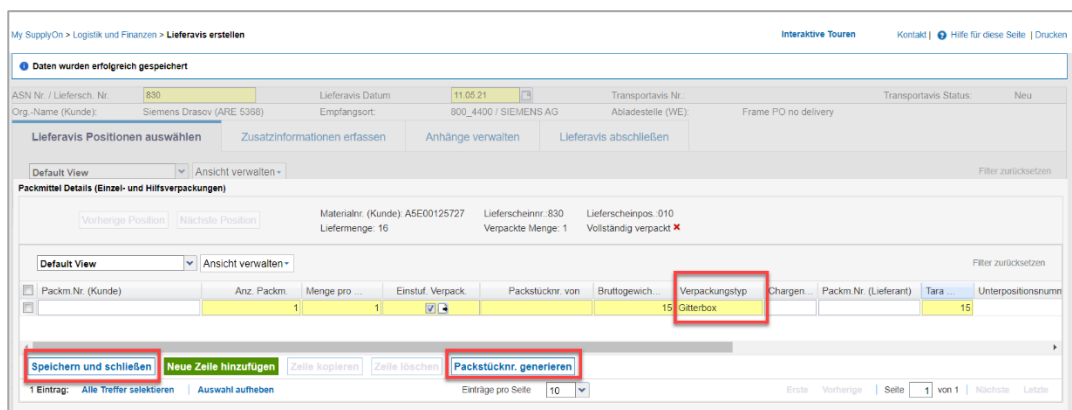 My SupplyOn > Logistik und Finanzen > Lieferavis erstellen Interaktive Touren Kontakt | Hilfe für diese Seite | Drucken
Daten wurden erfolgreich gespeichert
ASN Nr. / Liefersch. Nr. 830 Lieferavis Datum 11.05.21 Transportavis Nr.: Transportavis Status: Neu
Org.-Name (Kunde): Siemens Drasov (ARE 5368) Empfangsort: 800_4400 / SIEMENS AG Abladestelle (WE): Frame PO no delivery
Lieferavis Positionen auswählen Zusatzinformationen erfassen Anhänge verwalten Lieferavis abschließen
Default View Ansicht verwalten Filter zurücksetzen
Packmittel Details (Einzel- und Hilfsverpackungen)
Vorherige Position Nächste Position Materialnr. (Kunde): A5E00125727 Lieferscheinnr.:830 Lieferscheinpos.:010
Liefermenge: 16 Verpackte Menge: 1 Vollständig verpackt
Default View Ansicht verwalten Filter zurücksetzen
Packm.Nr. (Kunde) Anz. Packm. Menge pro ... Einstuf. Verpack. Packstücknr. von Bruttogewich... Verpackungstyp Chargen... Packm.Nr. (Lieferant) Tara ... Unterpositionsnumn
1 1 15 Gitterbox 15
Speichern und schließen Neue Zeile hinzufügen Zeile kopieren Zeile löschen Packstücknr. generieren
1 Eintrag: Alle Treffer selektieren | Auswahl aufheben Einträge pro Seite 10 Erste Vorherige | Seite 1 von 1 | Nächste Letzte